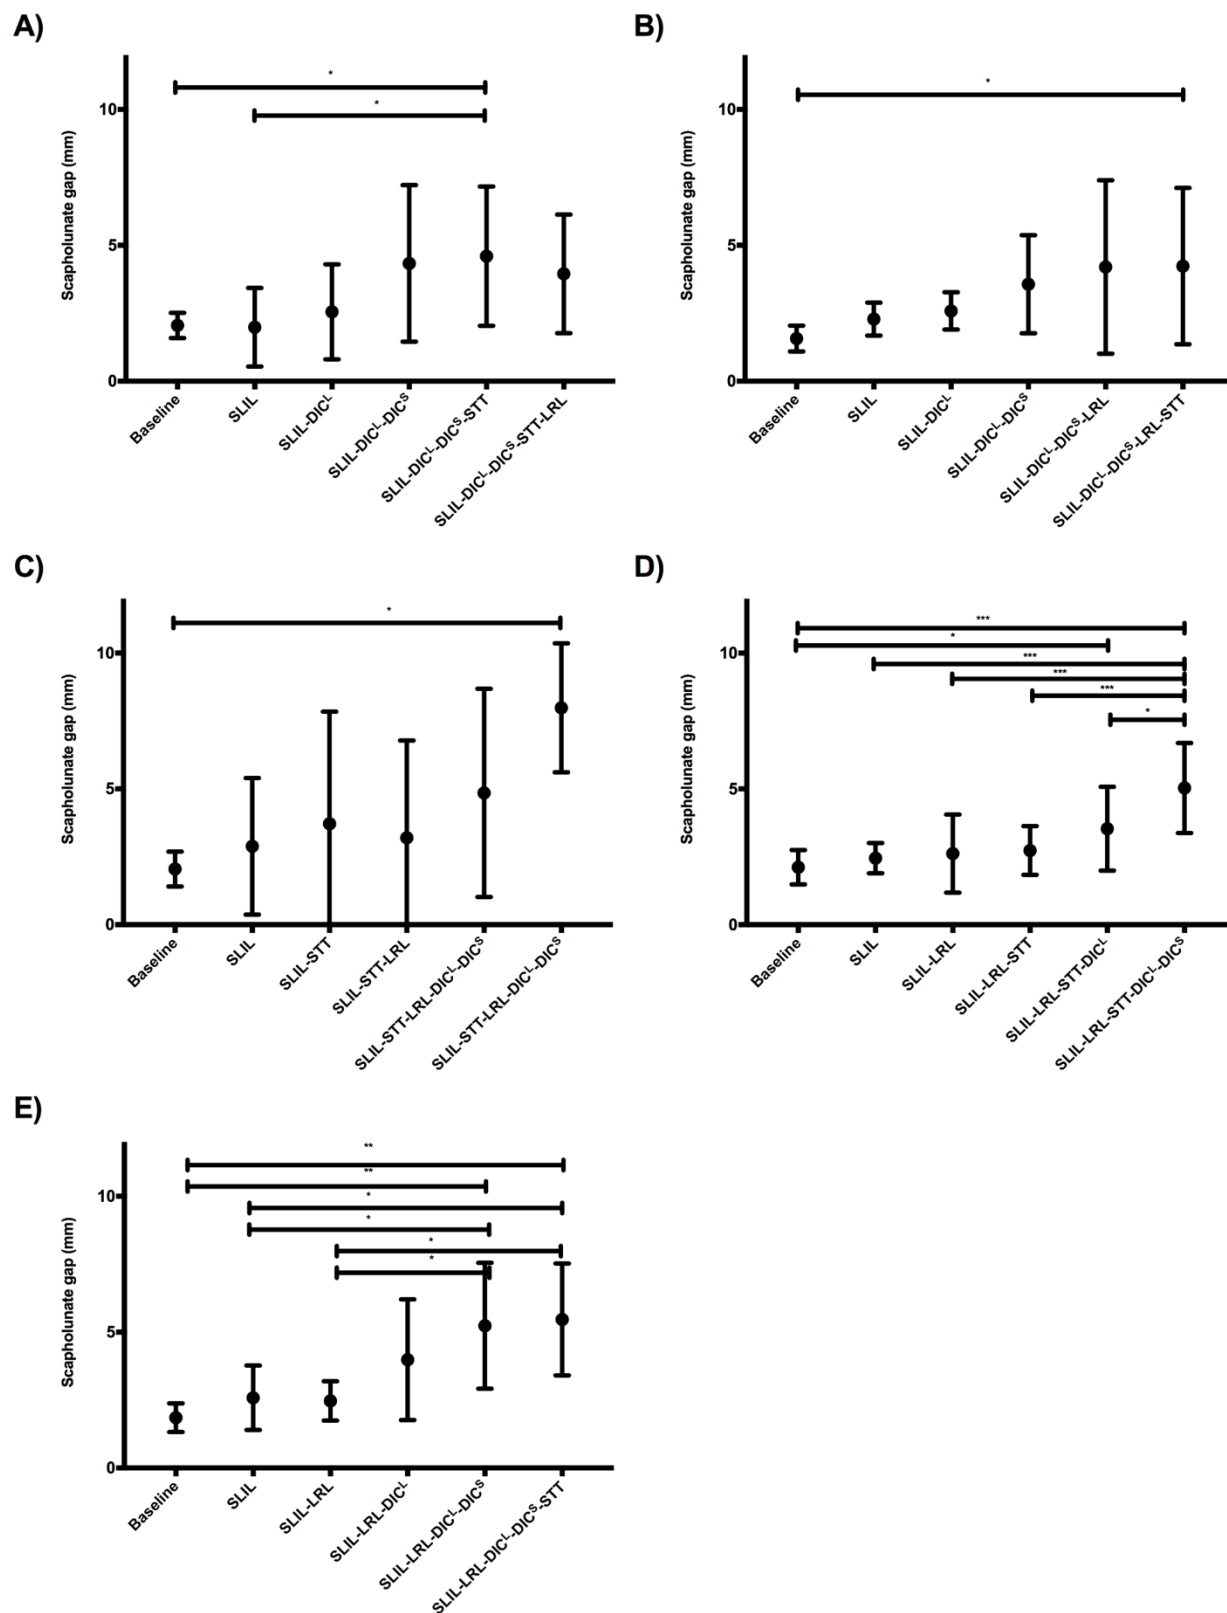 A)
Scapholunate gap (mm)
10
5
0
*
*
Baseline
SLIL
SLIL-DICᴸ
SLIL-DICᴸ-DICˢ
SLIL-DICᴸ-DICˢ-STT
SLIL-DICᴸ-DICˢ-STT-LRL
B)
Scapholunate gap (mm)
10
5
0
*
Baseline
SLIL
SLIL-DICᴸ
SLIL-DICᴸ-DICˢ
SLIL-DICᴸ-DICˢ-LRL
SLIL-DICᴸ-DICˢ-LRL-STT
C)
Scapholunate gap (mm)
10
5
0
*
Baseline
SLIL
SLIL-STT
SLIL-STT-LRL
SLIL-STT-LRL-DICᴸ-DICˢ
SLIL-STT-LRL-DICᴸ-DICˢ
D)
Scapholunate gap (mm)
10
5
0
***
*
***
***
***
*
Baseline
SLIL
SLIL-LRL
SLIL-LRL-STT
SLIL-LRL-STT-DICᴸ
SLIL-LRL-STT-DICᴸ-DICˢ
E)
Scapholunate gap (mm)
10
5
0
**
**
*
*
*
*
Baseline
SLIL
SLIL-LRL
SLIL-LRL-DICᴸ
SLIL-LRL-DICᴸ-DICˢ
SLIL-LRL-DICᴸ-DICˢ-STT